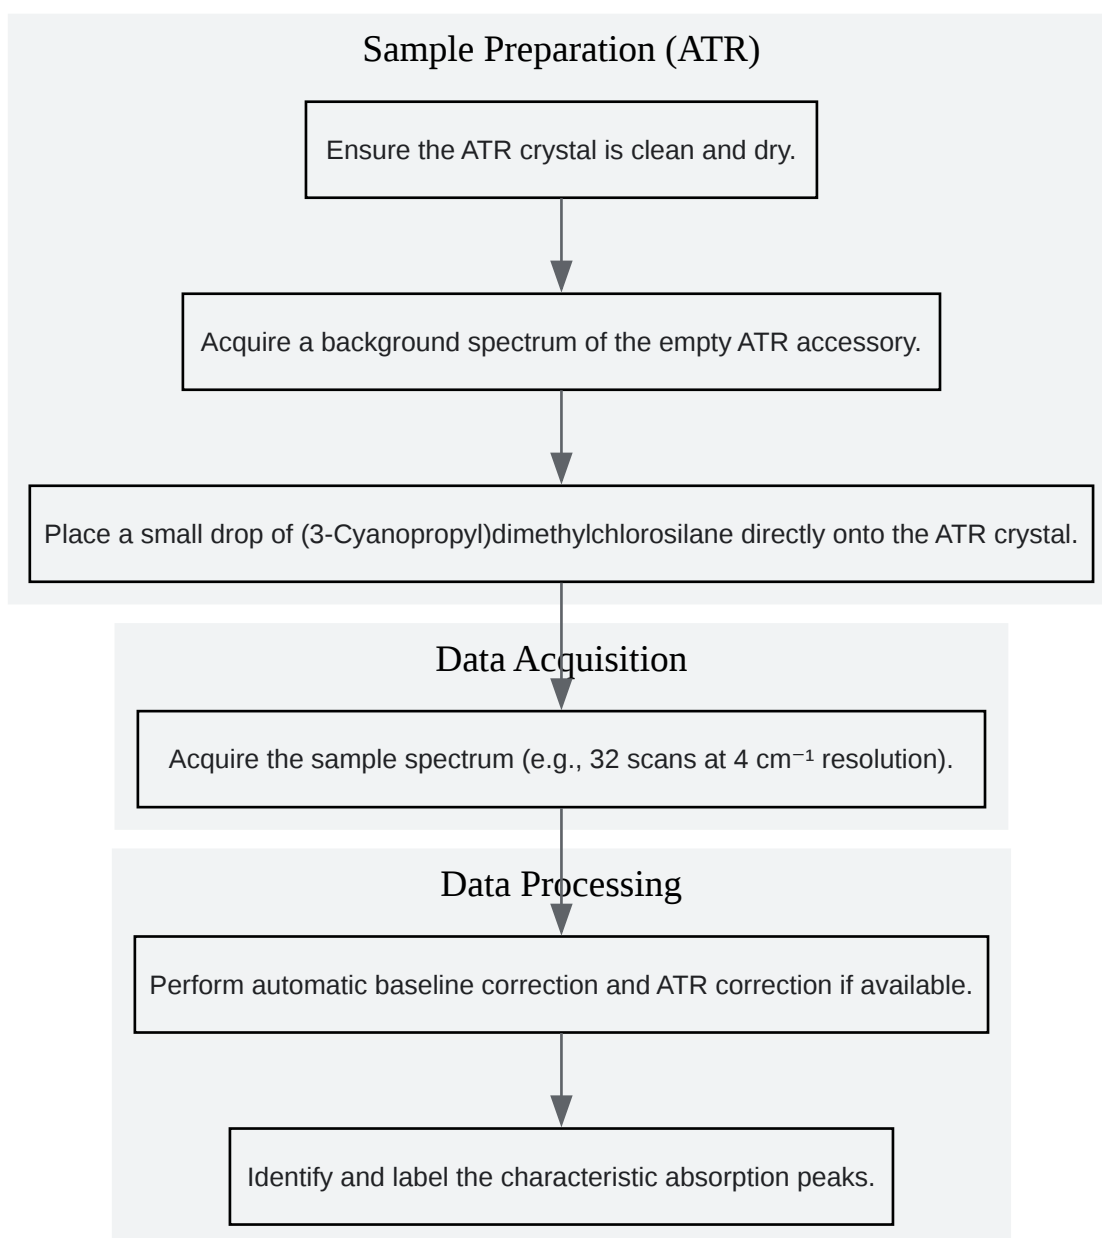 Sample Preparation (ATR)
Ensure the ATR crystal is clean and dry.
Acquire a background spectrum of the empty ATR accessory.
Place a small drop of (3-Cyanopropyl)dimethylchlorosilane directly onto the ATR crystal.
Data Acquisition
Acquire the sample spectrum (e.g., 32 scans at 4 cm⁻¹ resolution).
Data Processing
Perform automatic baseline correction and ATR correction if available.
Identify and label the characteristic absorption peaks.